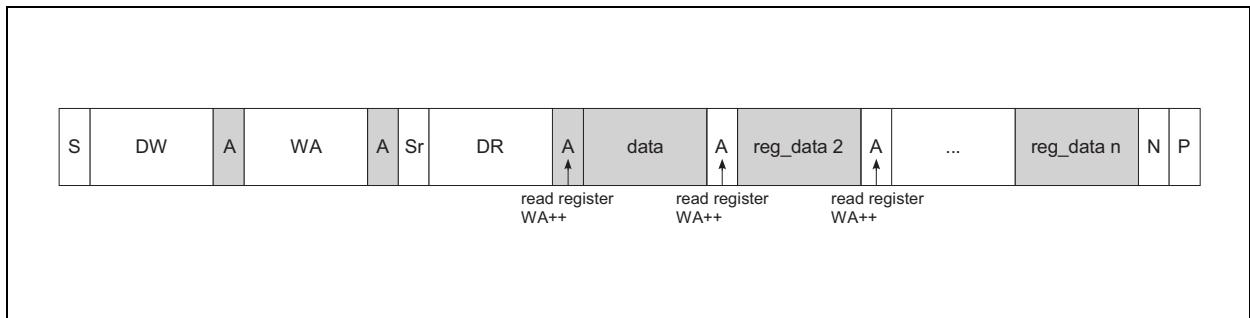 S DW A WA A Sr DR A data A reg_data 2 A ... reg_data n N P
read register read register read register
WA++ WA++ WA++